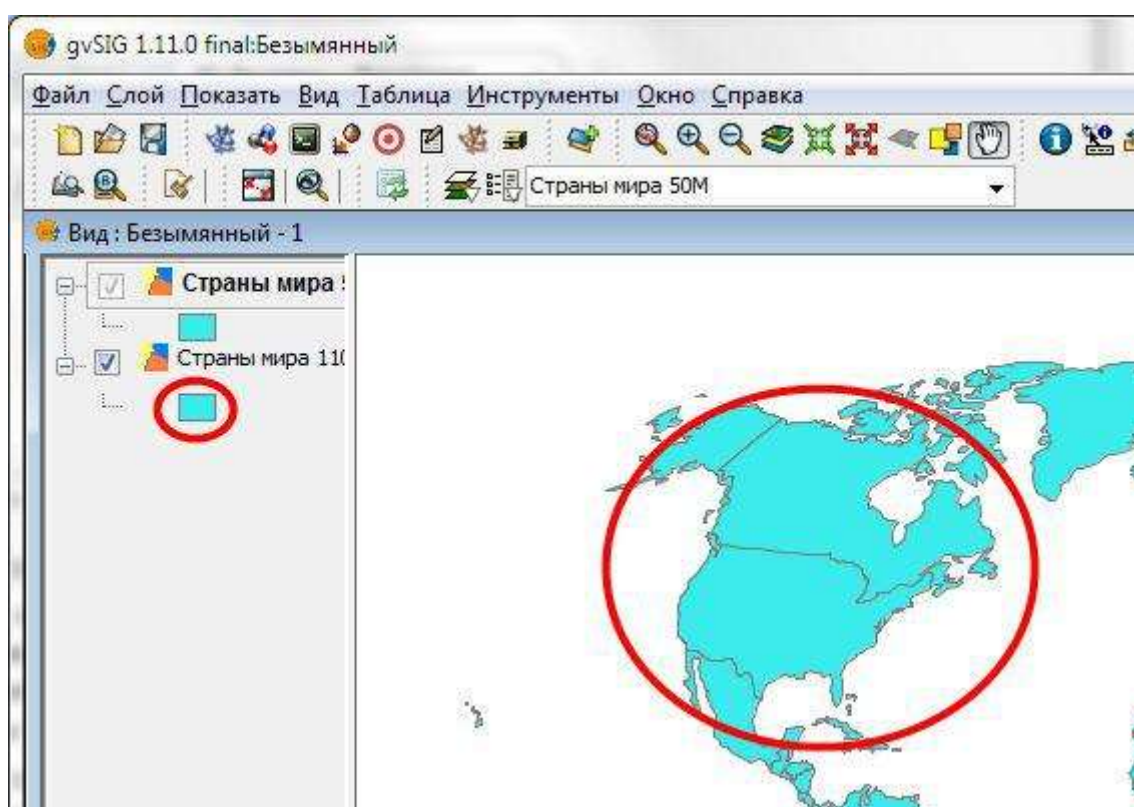 gvSIG 1.11.0 final:Безымянный
Файл Слой Показать Вид Таблица Инструменты Окно Справка
Страны мира 50M
Вид : Безымянный - 1
Страны мира
Страны мира 110